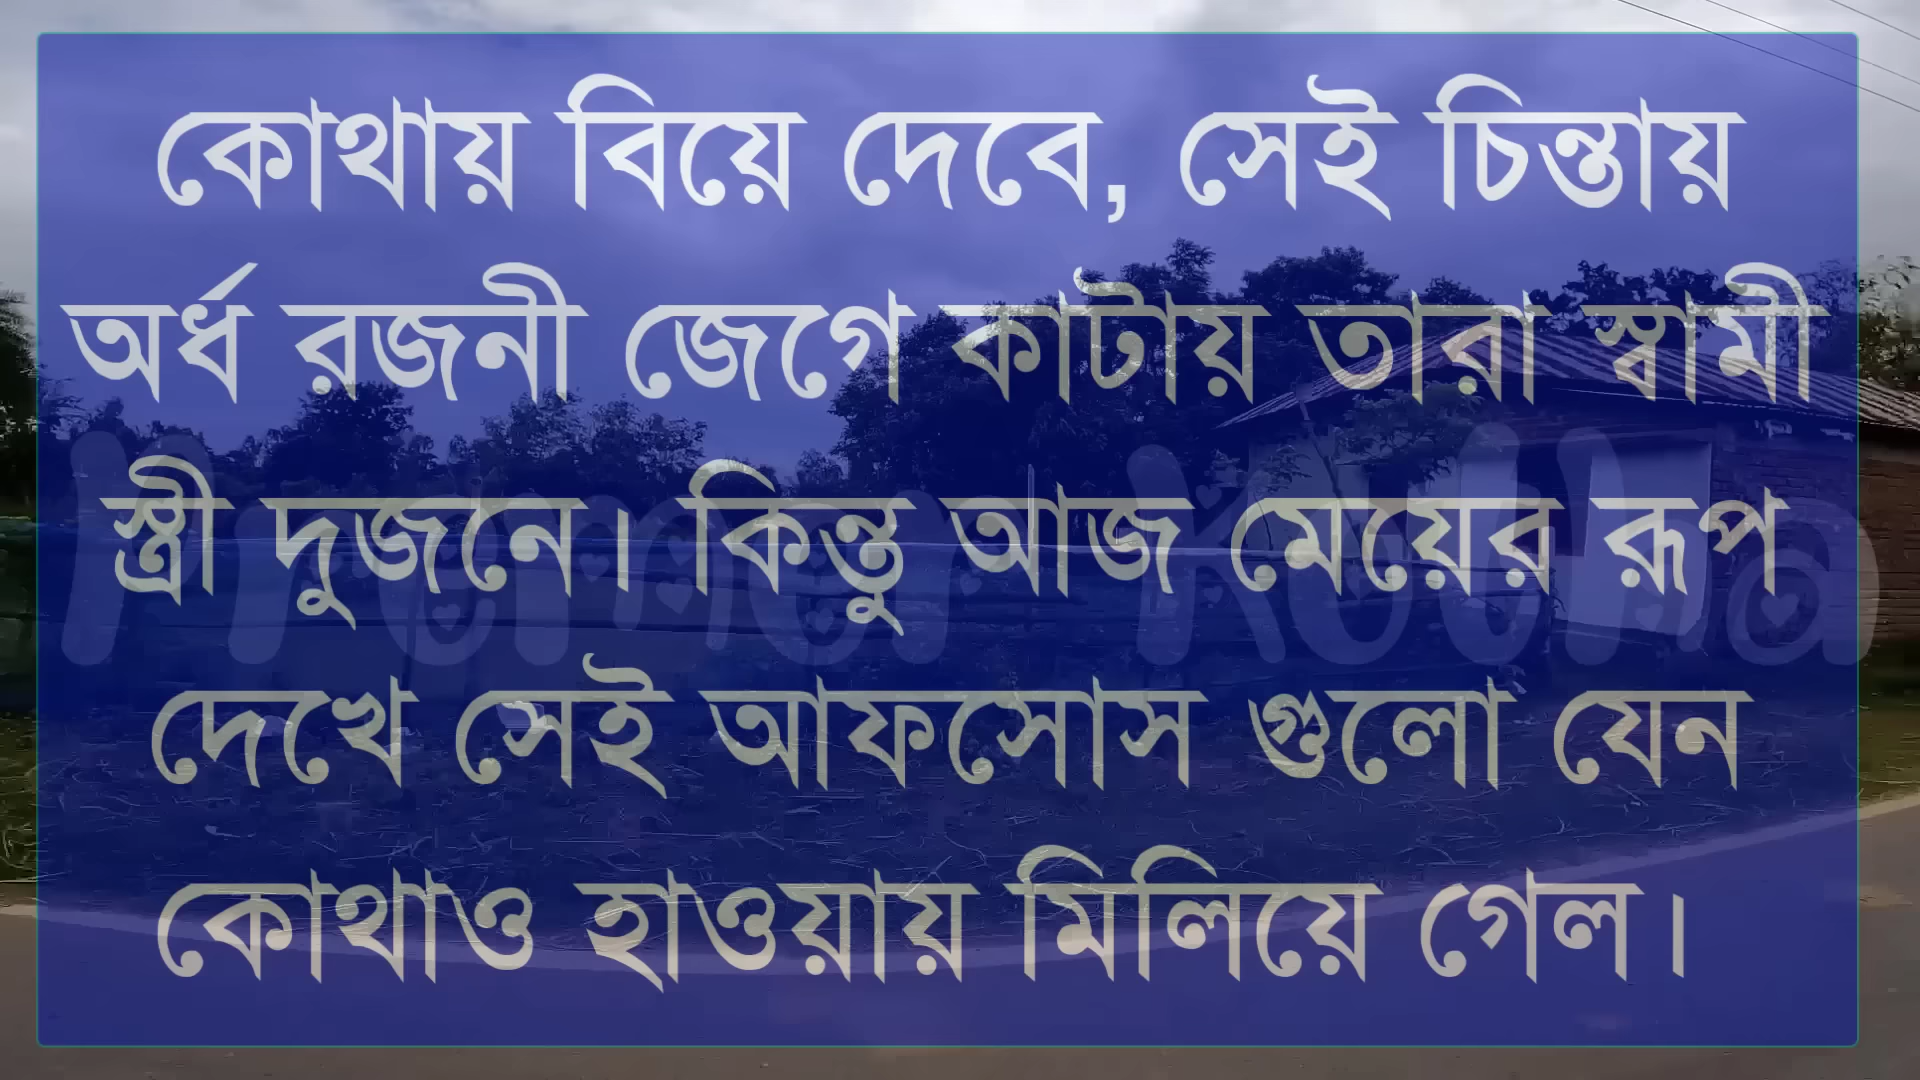 কোথায় বিয়ে দেবে, সেই চিন্তায়
অর্ধ রজনী জেগে কাটায় তারা স্বামী
স্ত্রী দুজনে। কিন্তু আজ মেয়ের রূপ
দেখে সেই আফসোস গুলো যেন
কোথাও হাওয়ায় মিলিয়ে গেল।